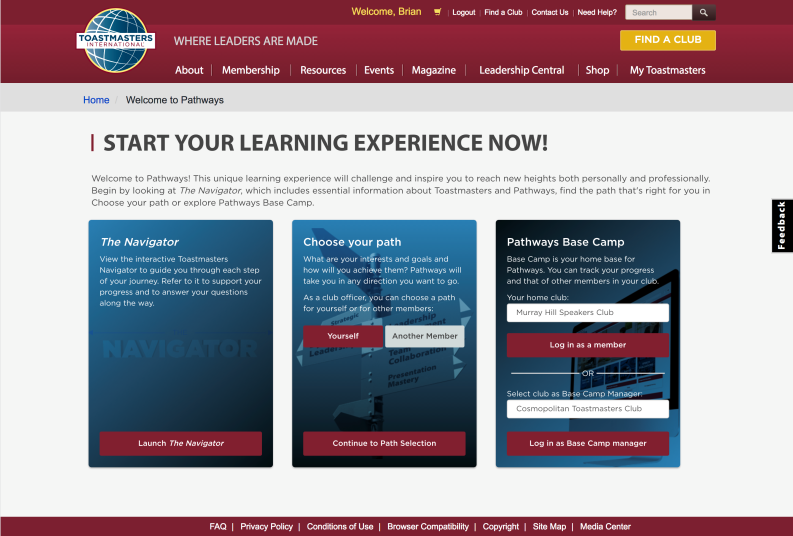 Welcome, Brian | Logout | Find a Club | Contact Us | Need Help? Search
TOASTMASTERS
INTERNATIONAL
WHERE LEADERS ARE MADE
FIND A CLUB
About | Membership | Resources | Events | Magazine | Leadership Central | Shop | My Toastmasters
Home / Welcome to Pathways
START YOUR LEARNING EXPERIENCE NOW!
Welcome to Pathways! This unique learning experience will challenge and inspire you to reach new heights both personally and professionally.
Begin by looking at The Navigator, which includes essential information about Toastmasters and Pathways, find the path that's right for you in
Choose your path or explore Pathways Base Camp.
Feedback
The Navigator
View the interactive Toastmasters
Navigator to guide you through each step
of your journey. Refer to it to support your
progress and to answer your questions
along the way.
NAVIGATOR
Launch The Navigator
Choose your path
What are your interests and goals and
how will you achieve them? Pathways will
take you in any direction you want to go.
As a club officer, you can choose a path
for yourself or for other members:
Strategic
Leadership
Yourself
Another Member
Team
Collaboration
Presentation
Mastery
Continue to Path Selection
Pathways Base Camp
Base Camp is your home base for
Pathways. You can track your progress
and that of other members in your club.
Your home club:
Murray Hill Speakers Club
Log in as a member
OR
Select club as Base Camp Manager:
Cosmopolitan Toastmasters Club
Log in as Base Camp manager
FAQ | Privacy Policy | Conditions of Use | Browser Compatibility | Copyright | Site Map | Media Center